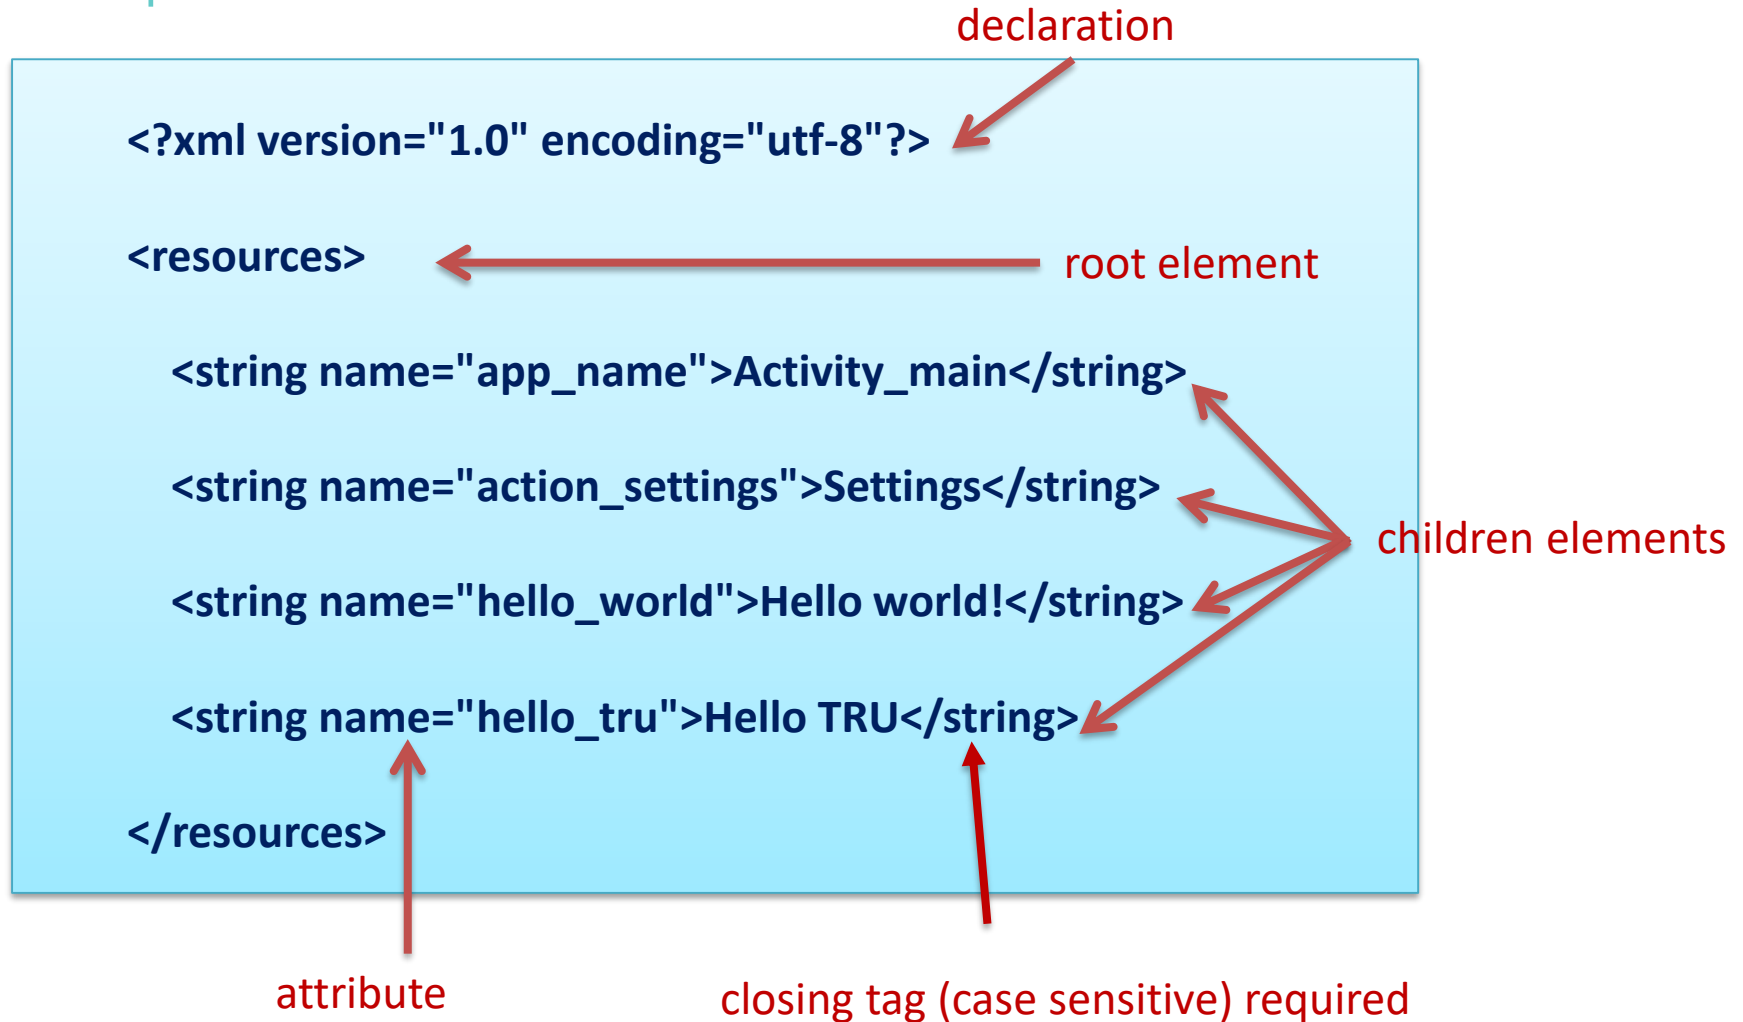 declaration
<?xml version="1.0" encoding="utf-8"?>
<resources>
root element
<string name="app_name">Activity_main</string>
<string name="action_settings">Settings</string>
children elements
<string name="hello_world">Hello world!</string>
<string name="hello_tru">Hello TRU</string>
</resources>
attribute
closing tag (case sensitive) required